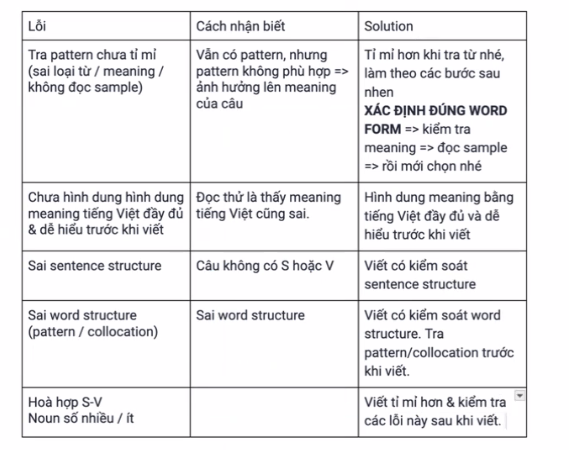 Lỗi
Cách nhận biết
Solution
Tra pattern chưa tỉ mỉ
(sai loại từ / meaning /
không đọc sample)
Vẫn có pattern, nhưng
pattern không phù hợp =>
ảnh hưởng lên meaning
của câu
Tỉ mỉ hơn khi tra từ nhé,
làm theo các bước sau
nhen
XÁC ĐỊNH ĐÚNG WORD
FORM => kiểm tra
meaning => đọc sample
=> rồi mới chọn nhé
Chưa hình dung hình dung
meaning tiếng Việt đầy đủ
& dễ hiểu trước khi viết
Đọc thử là thấy meaning
tiếng Việt cũng sai.
Hình dung meaning bằng
tiếng Việt đầy đủ và dễ
hiểu trước khi viết
Sai sentence structure
Câu không có S hoặc V
Viết có kiểm soát
sentence structure
Sai word structure
(pattern / collocation)
Sai word structure
Viết có kiểm soát word
structure. Tra
pattern/collocation trước
khi viết.
Hoà hợp S-V
Noun số nhiều / ít
Viết tỉ mỉ hơn & kiểm tra
các lỗi này sau khi viết.